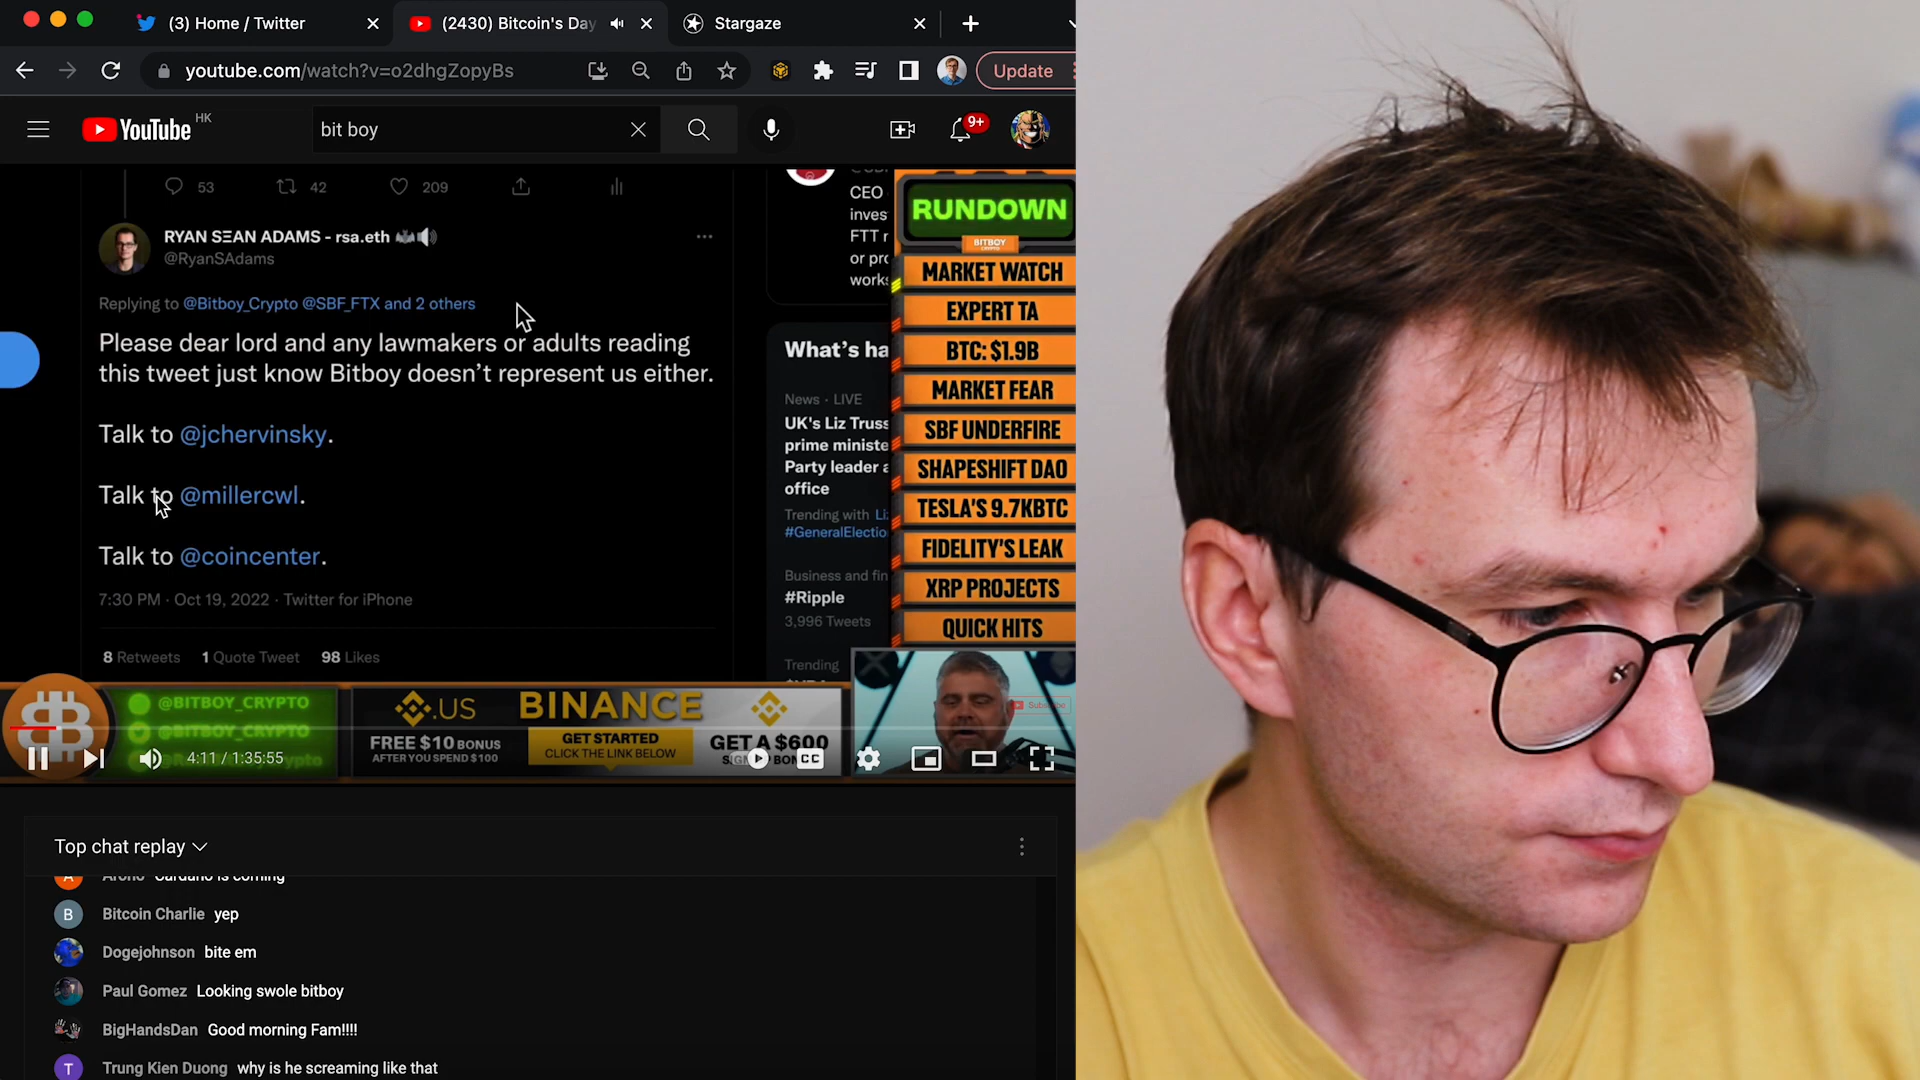 (3) Home / Twitter
(2430) Bitcoin's Day
Stargaze
youtube.com/watch?v=o2dhgZopyBs
Update
YouTube HK
bit boy
9+
53
42
209
RYAN SΞAN ADAMS - rsa.eth
@RyanSAdams
Replying to @Bitboy_Crypto @SBF_FTX and 2 others
Please dear lord and any lawmakers or adults reading
this tweet just know Bitboy doesn't represent us either.
Talk to @jchervinsky.
Talk to @millercwl.
Talk to @coincenter.
7:30 PM · Oct 19, 2022 · Twitter for iPhone
8 Retweets 1 Quote Tweet 98 Likes
CEO
inves
FTT r
or pro
works
What's ha
News · LIVE
UK's Liz Truss
prime ministe
Party leader a
office
Trending with Li
#GeneralElectio
Business and fin
#Ripple
3,996 Tweets
Trending
RUNDOWN
BITBOY
CRYPTO
MARKET WATCH
EXPERT TA
BTC: $1.9B
MARKET FEAR
SBF UNDERFIRE
SHAPESHIFT DAO
TESLA'S 9.7KBTC
FIDELITY'S LEAK
XRP PROJECTS
QUICK HITS
@BITBOY_CRYPTO
@BITBOY_CRYPTO
.US
FREE $10 BONUS
AFTER YOU SPEND $100
BINANCE
GET STARTED
CLICK THE LINK BELOW
GET A $600
Subscribe
4:11 / 1:35:55
CC
Top chat replay
Cardano is coming
B Bitcoin Charlie yep
Dogejohnson bite em
Paul Gomez Looking swole bitboy
BigHandsDan Good morning Fam!!!!
T Trung Kien Duong why is he screaming like that